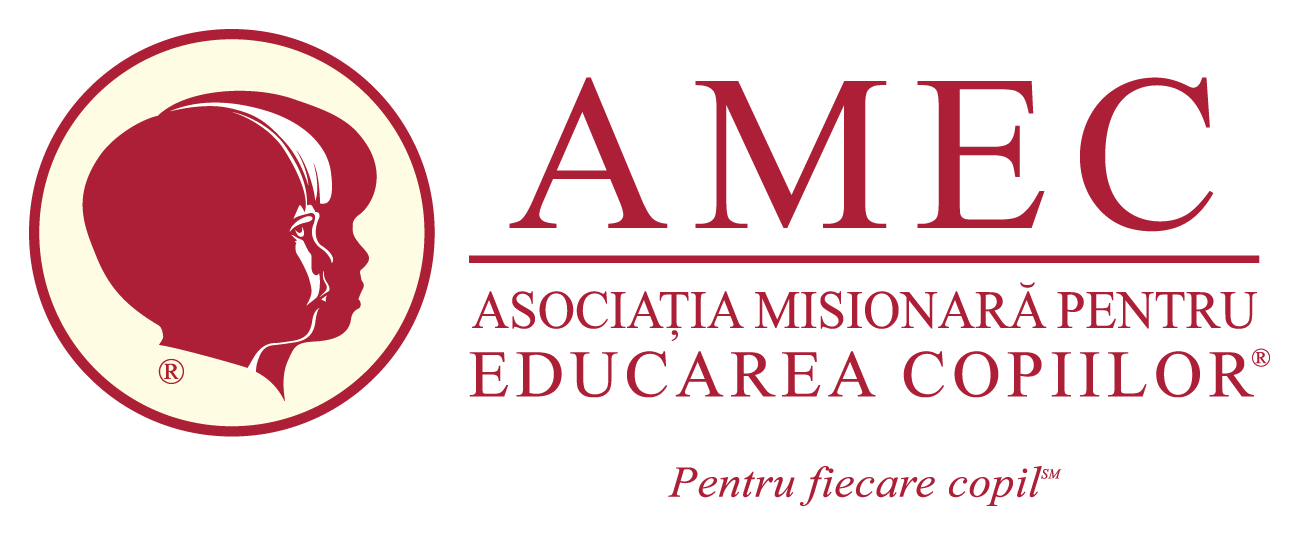 ®
AMEC
ASOCIAȚIA MISIONARĂ PENTRU
EDUCAREA COPIILOR®
Pentru fiecare copil℠